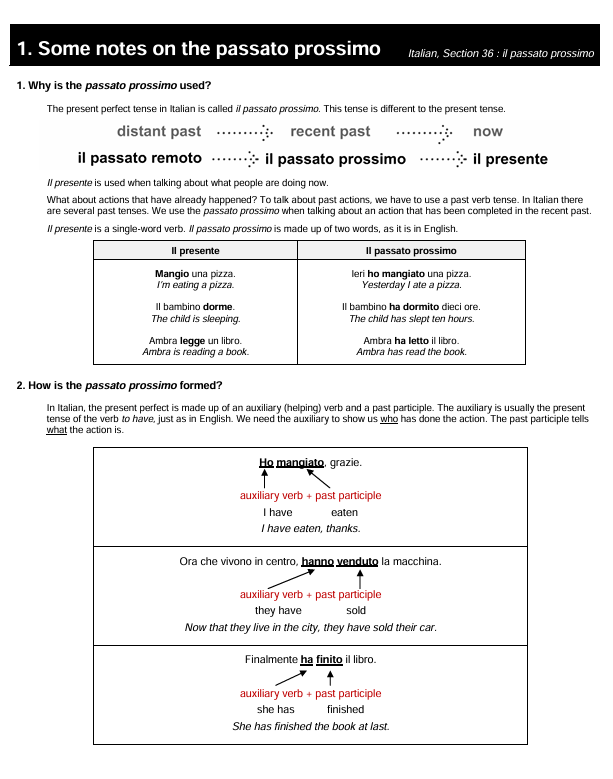 1. Some notes on the passato prossimo
Italian, Section 36 : il passato prossimo
1. Why is the passato prossimo used?
The present perfect tense in Italian is called il passato prossimo. This tense is different to the present tense.
distant past recent past now
il passato remoto il passato prossimo il presente
Il presente is used when talking about what people are doing now.
What about actions that have already happened? To talk about past actions, we have to use a past verb tense. In Italian there
are several past tenses. We use the passato prossimo when talking about an action that has been completed in the recent past.
Il presente is a single-word verb. Il passato prossimo is made up of two words, as it is in English.
Il presente Il passato prossimo
Mangio una pizza. Ieri ho mangiato una pizza.
I'm eating a pizza. Yesterday I ate a pizza.
Il bambino dorme. Il bambino ha dormito dieci ore.
The child is sleeping. The child has slept ten hours.
Ambra legge un libro. Ambra ha letto il libro.
Ambra is reading a book. Ambra has read the book.
2. How is the passato prossimo formed?
In Italian, the present perfect is made up of an auxiliary (helping) verb and a past participle. The auxiliary is usually the present
tense of the verb to have, just as in English. We need the auxiliary to show us who has done the action. The past participle tells
what the action is.
Ho mangiato, grazie.
auxiliary verb + past participle
I have eaten
I have eaten, thanks.
Ora che vivono in centro, hanno venduto la macchina.
auxiliary verb + past participle
they have sold
Now that they live in the city, they have sold their car.
Finalmente ha finito il libro.
auxiliary verb + past participle
she has finished
She has finished the book at last.